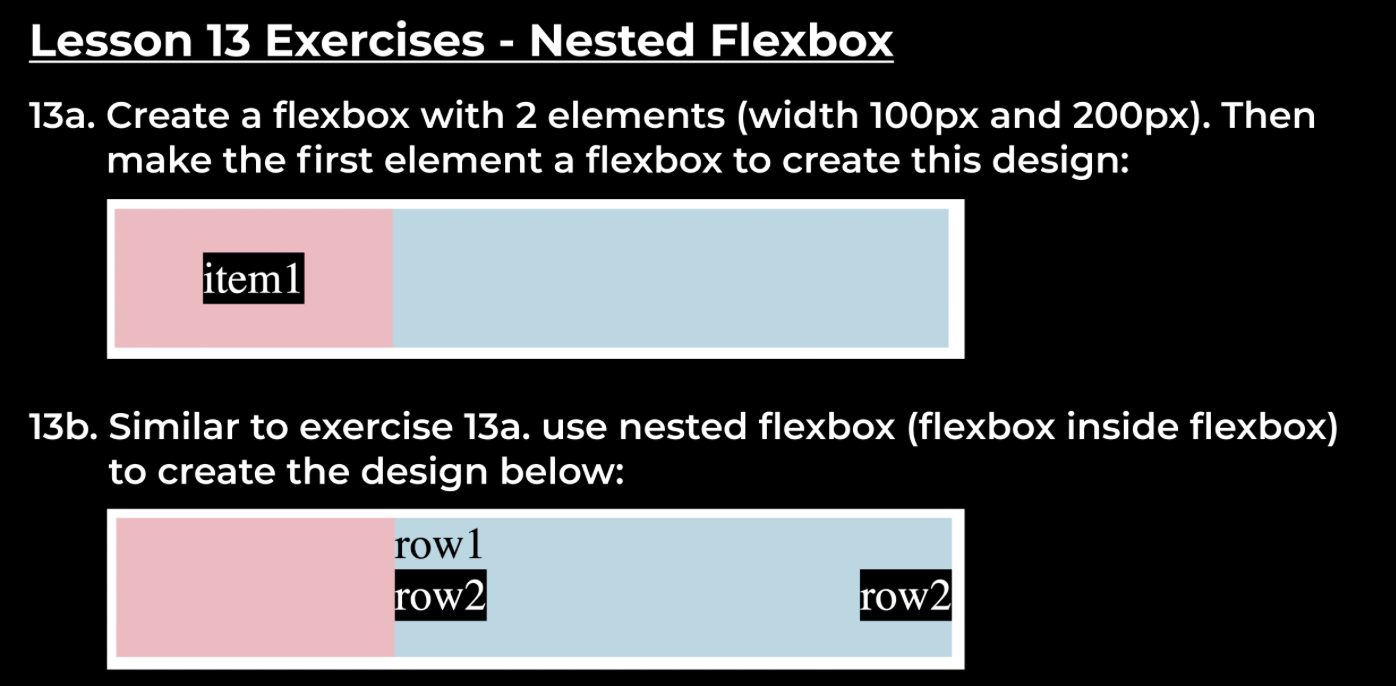 Lesson 13 Exercises - Nested Flexbox
13a. Create a flexbox with 2 elements (width 100px and 200px). Then
make the first element a flexbox to create this design:
item1
13b. Similar to exercise 13a. use nested flexbox (flexbox inside flexbox)
to create the design below:
row1
row2 row2